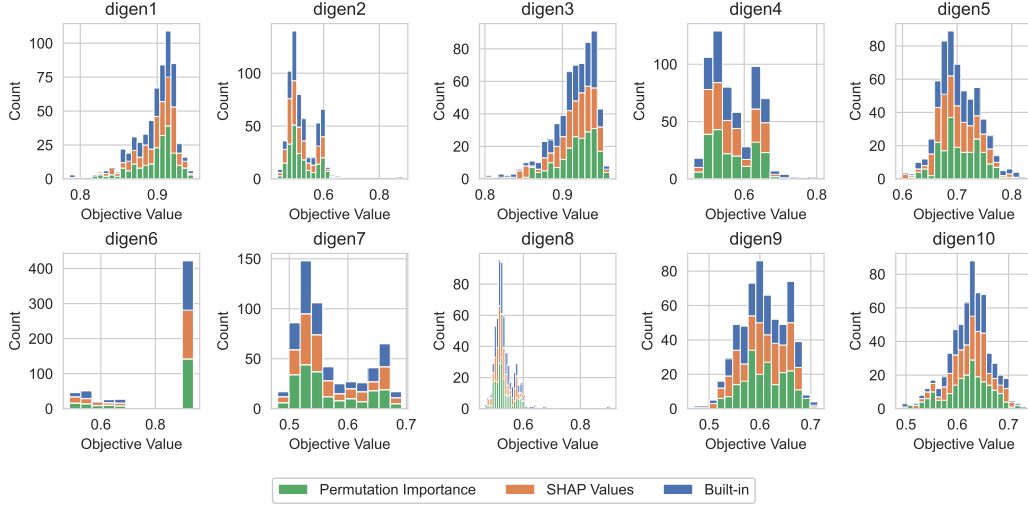 digen1 digen2 digen3 digen4 digen5
Count 100 75 50 25 0
0.8 0.9
Objective Value
Count 100 50 0
0.6 0.8
Objective Value
Count 80 60 40 20 0
0.8 0.9
Objective Value
Count 100 50 0
0.6 0.8
Objective Value
Count 80 60 40 20 0
0.6 0.7 0.8
Objective Value
digen6 digen7 digen8 digen9 digen10
Count 400 300 200 100 0
0.6 0.8
Objective Value
Count 150 100 50 0
0.5 0.6 0.7
Objective Value
Count 80 60 40 20 0
0.6 0.8
Objective Value
Count 80 60 40 20 0
0.5 0.6 0.7
Objective Value
Count 80 60 40 20 0
0.5 0.6 0.7
Objective Value
Permutation Importance SHAP Values Built-in